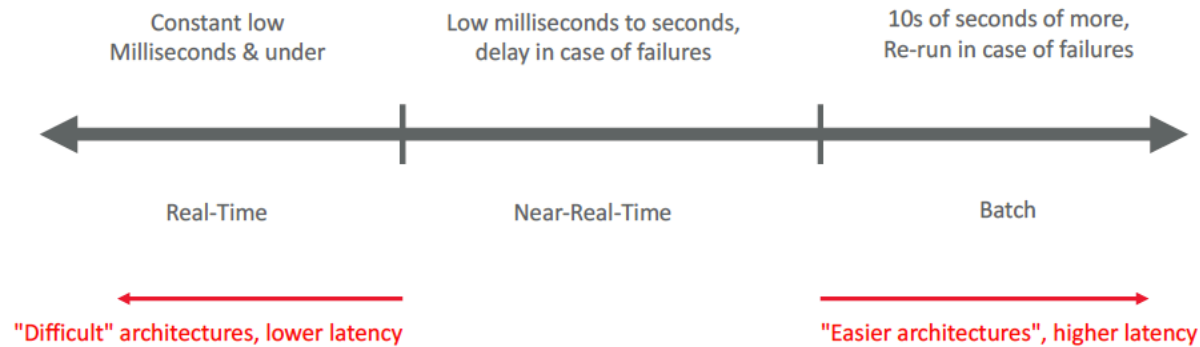 Constant low
Milliseconds & under
Low milliseconds to seconds,
delay in case of failures
10s of seconds of more,
Re-run in case of failures
Real-Time
Near-Real-Time
Batch
"Difficult" architectures, lower latency
"Easier architectures", higher latency